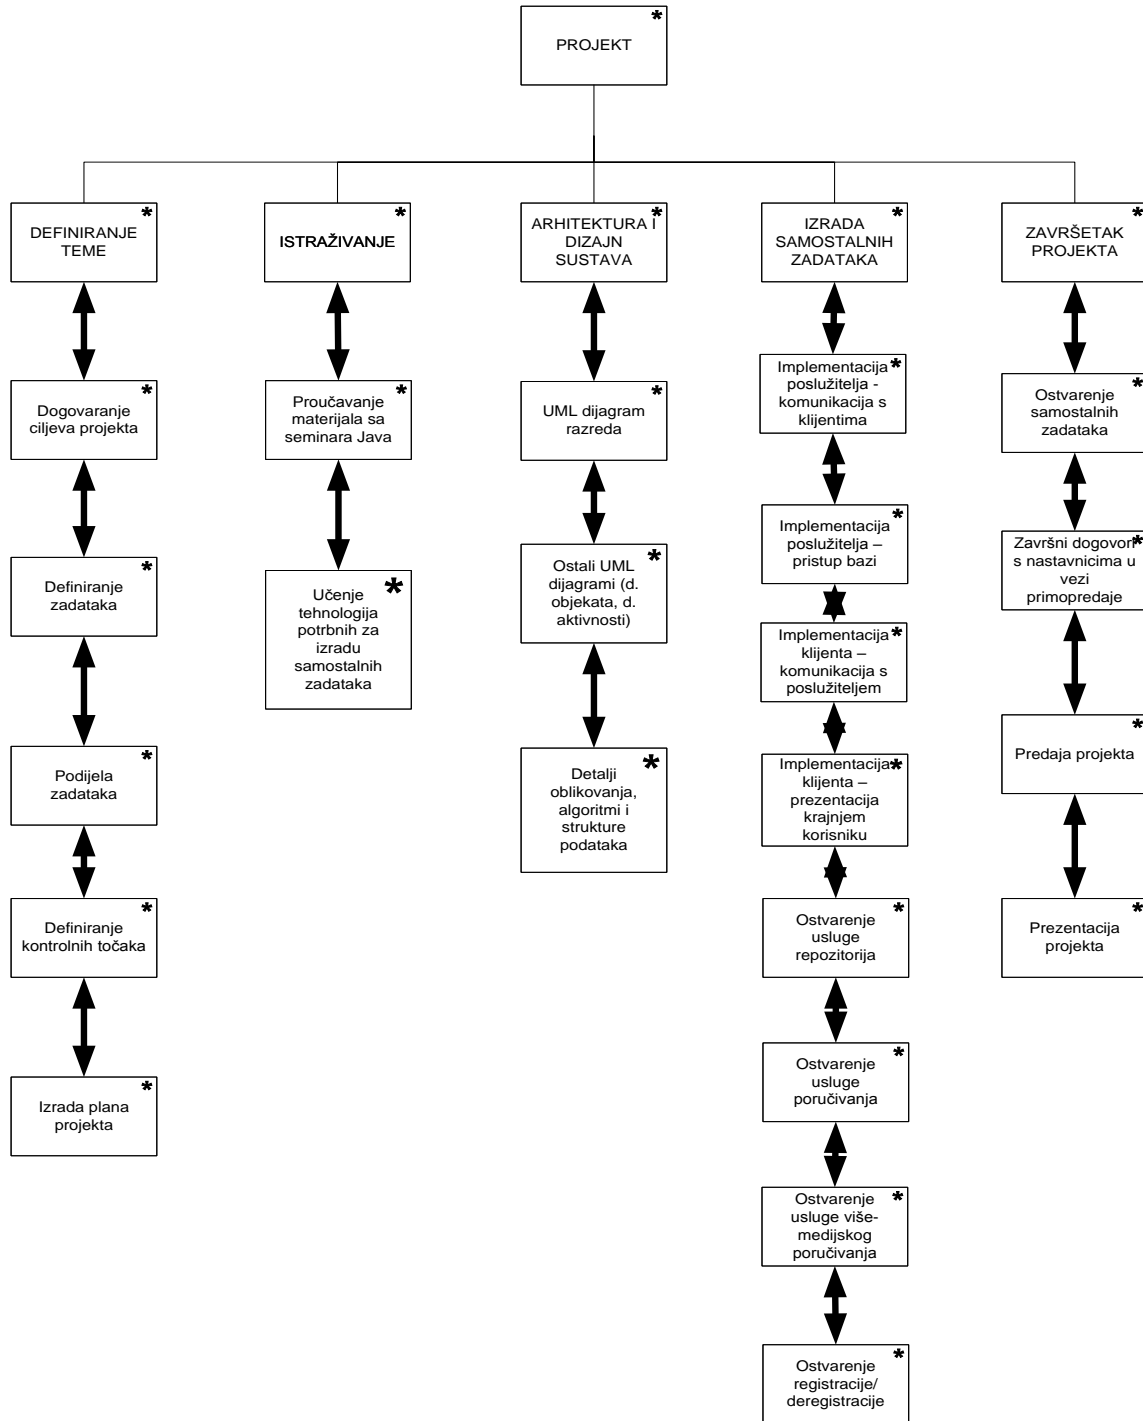 PROJEKT
*
DEFINIRANJE
TEME
*
Dogovaranje
ciljeva projekta
*
Definiranje
zadataka
*
Podijela
zadataka
*
Definiranje
kontrolnih točaka
*
Izrada plana
projekta
*
ISTRAŽIVANJE
*
Proučavanje
materijala sa
seminara Java
*
Učenje
tehnologija
potrbnih za
izradu
samostalnih
zadataka
*
ARHITEKTURA I
DIZAJN
SUSTAVA
*
UML dijagram
razreda
*
Ostali UML
dijagrami (d.
objekata, d.
aktivnosti)
*
Detalji
oblikovanja,
algoritmi i
strukture
podataka
*
IZRADA
SAMOSTALNIH
ZADATAKA
*
Implementacija
poslužitelja -
komunikacija s
klijentima
*
Implementacija
poslužitelja –
pristup bazi
*
Implementacija
klijenta –
komunikacija s
poslužiteljem
*
Implementacija
klijenta –
prezentacija
krajnjem
korisniku
*
Ostvarenje
usluge
repozitorija
*
Ostvarenje
usluge
poručivanja
*
Ostvarenje
usluge više-
medijskog
poručivanja
*
Ostvarenje
registracije/
deregistracije
*
ZAVRŠETAK
PROJEKTA
*
Ostvarenje
samostalnih
zadataka
*
Završni dogovori
s nastavnicima u
vezi
primopredaje
*
Predaja projekta
*
Prezentacija
projekta
*